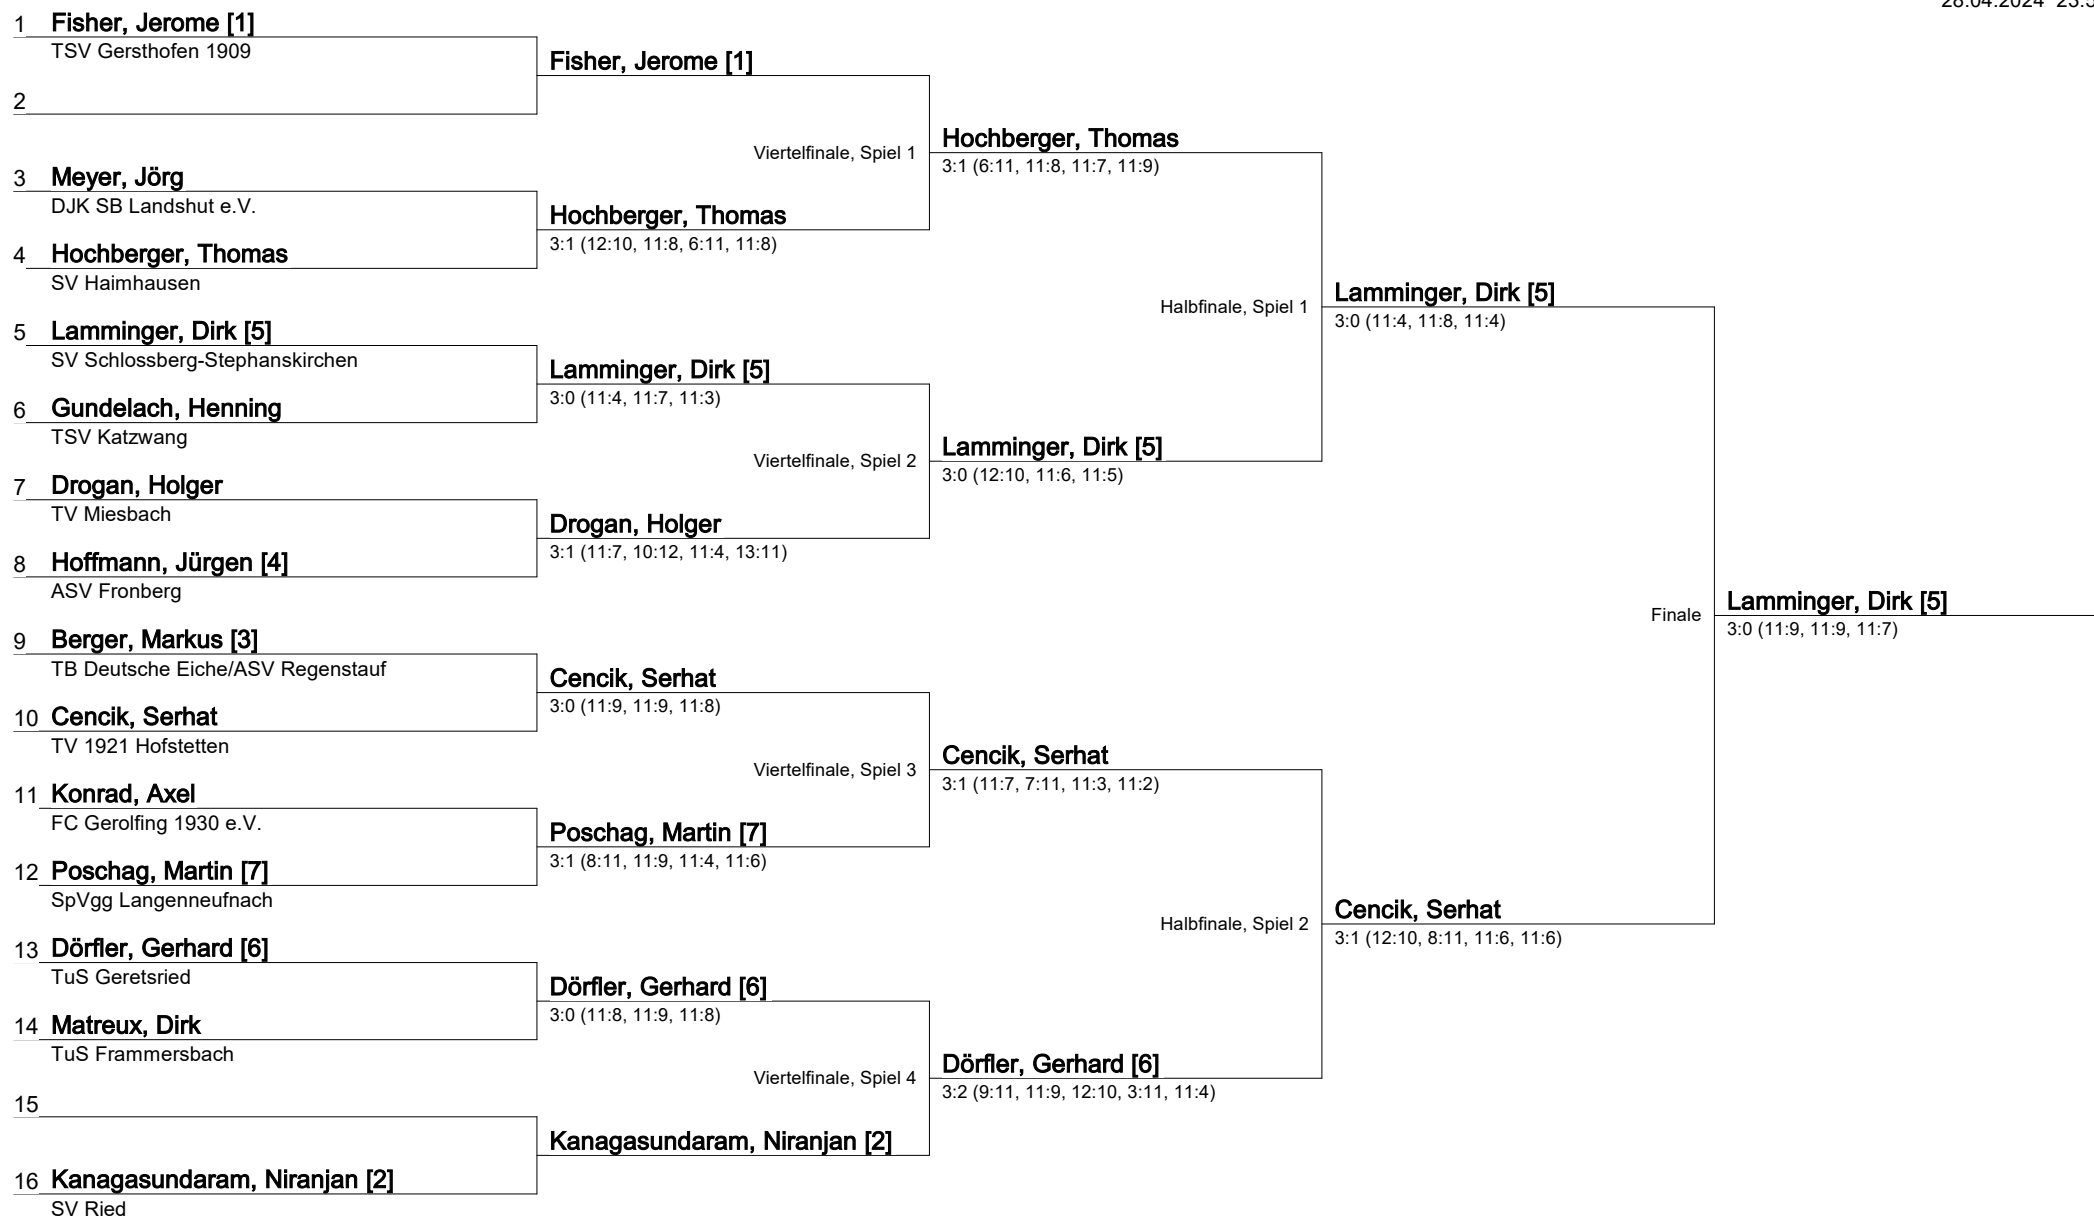 28.04.2024 23:5
1 Fisher, Jerome [1]
TSV Gersthofen 1909
Fisher, Jerome [1]
2
Viertelfinale, Spiel 1
Hochberger, Thomas
3:1 (6:11, 11:8, 11:7, 11:9)
3 Meyer, Jörg
DJK SB Landshut e.V.
Hochberger, Thomas
3:1 (12:10, 11:8, 6:11, 11:8)
4 Hochberger, Thomas
SV Haimhausen
Halbfinale, Spiel 1
Lamminger, Dirk [5]
3:0 (11:4, 11:8, 11:4)
5 Lamminger, Dirk [5]
SV Schlossberg-Stephanskirchen
Lamminger, Dirk [5]
3:0 (11:4, 11:7, 11:3)
6 Gundelach, Henning
TSV Katzwang
Viertelfinale, Spiel 2
Lamminger, Dirk [5]
3:0 (12:10, 11:6, 11:5)
7 Drogan, Holger
TV Miesbach
Drogan, Holger
3:1 (11:7, 10:12, 11:4, 13:11)
8 Hoffmann, Jürgen [4]
ASV Fronberg
Finale
Lamminger, Dirk [5]
3:0 (11:9, 11:9, 11:7)
9 Berger, Markus [3]
TB Deutsche Eiche/ASV Regenstauf
Cencik, Serhat
3:0 (11:9, 11:9, 11:8)
10 Cencik, Serhat
TV 1921 Hofstetten
Viertelfinale, Spiel 3
Cencik, Serhat
3:1 (11:7, 7:11, 11:3, 11:2)
11 Konrad, Axel
FC Gerolfing 1930 e.V.
Poschag, Martin [7]
3:1 (8:11, 11:9, 11:4, 11:6)
12 Poschag, Martin [7]
SpVgg Langenneufnach
Halbfinale, Spiel 2
Cencik, Serhat
3:1 (12:10, 8:11, 11:6, 11:6)
13 Dörfler, Gerhard [6]
TuS Geretsried
Dörfler, Gerhard [6]
3:0 (11:8, 11:9, 11:8)
14 Matreux, Dirk
TuS Frammersbach
Viertelfinale, Spiel 4
Dörfler, Gerhard [6]
3:2 (9:11, 11:9, 12:10, 3:11, 11:4)
15
Kanagasundaram, Niranjan [2]
16 Kanagasundaram, Niranjan [2]
SV Ried